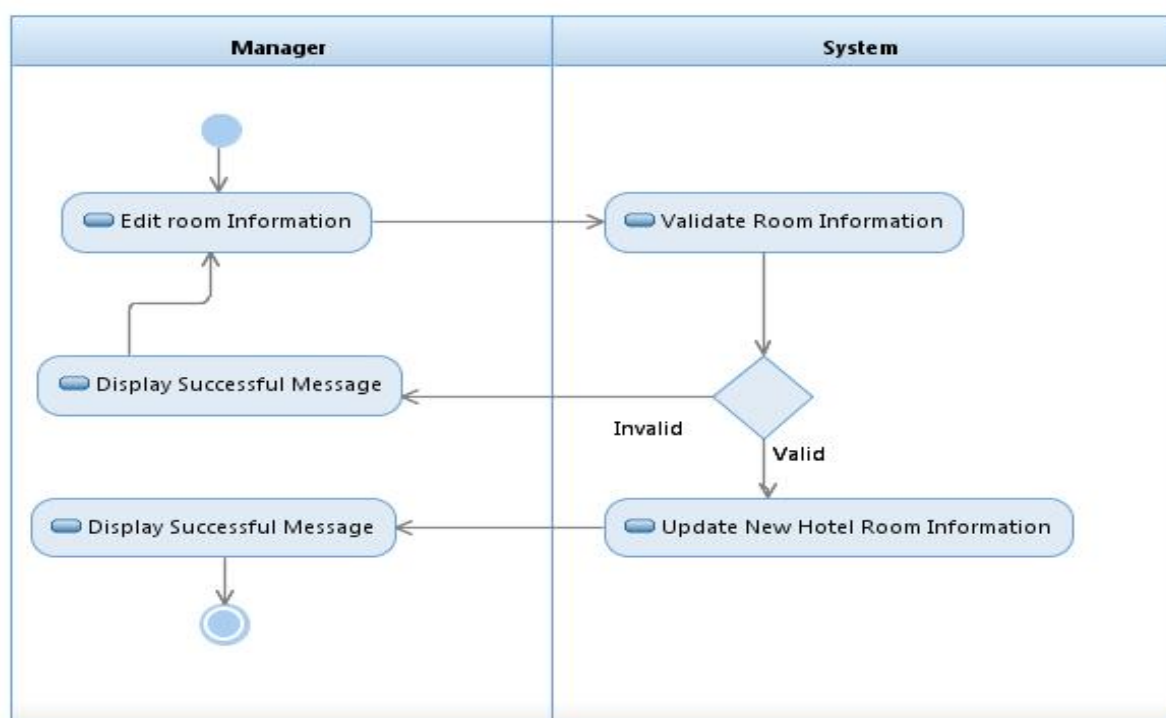 Manager
System
Edit room Information
Validate Room Information
Display Successful Message
Invalid
Valid
Display Successful Message
Update New Hotel Room Information